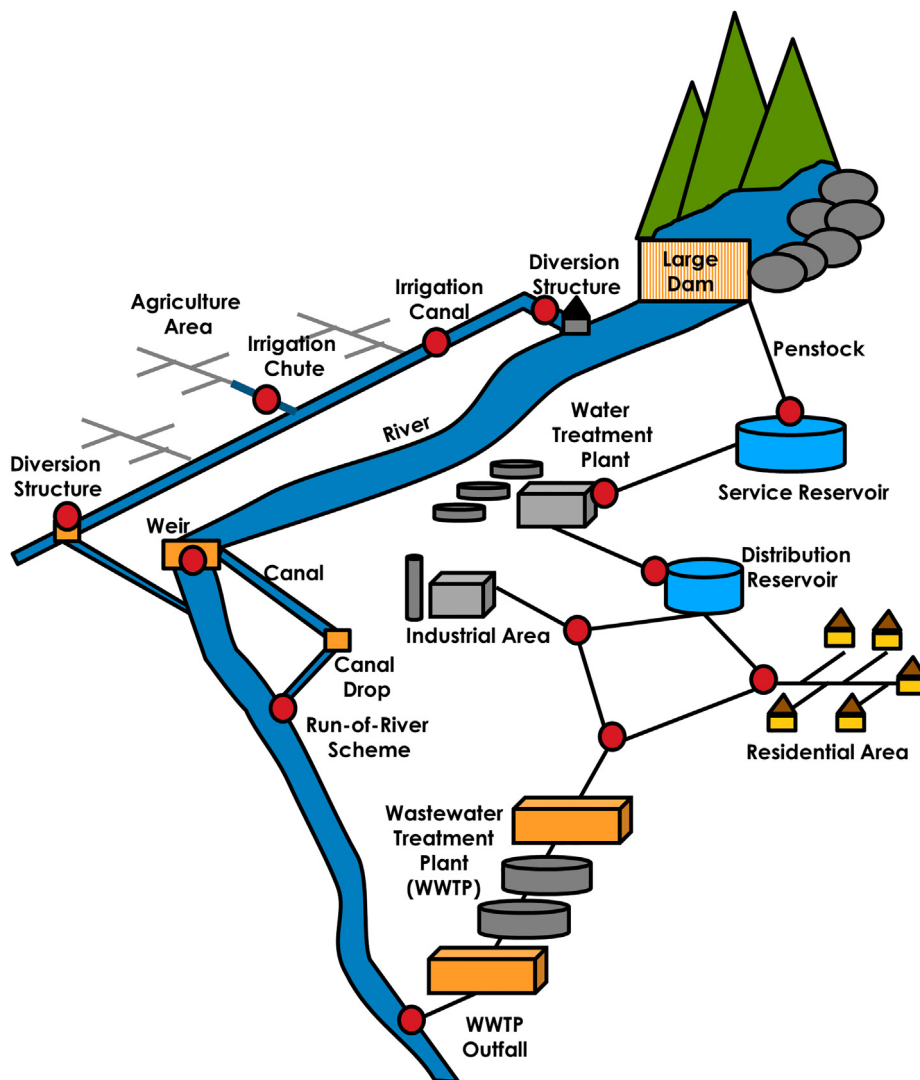 Large
Dam
Diversion
Structure
Irrigation
Canal
Agriculture
Area
Irrigation
Chute
Penstock
River
Water
Treatment
Plant
Diversion
Structure
Service Reservoir
Weir
Canal
Distribution
Reservoir
Industrial Area
Canal
Drop
Run-of-River
Scheme
Residential Area
Wastewater
Treatment
Plant
(WWTP)
WWTP
Outfall